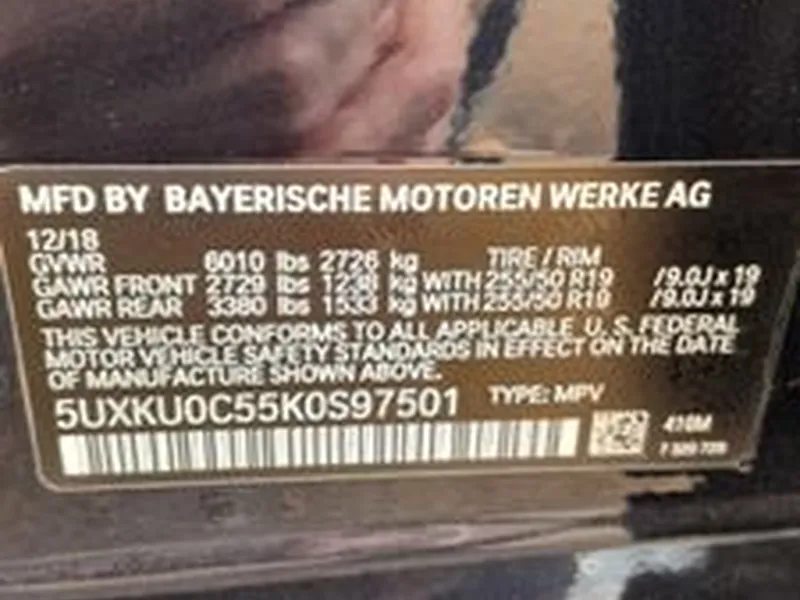 MFD BY BAYERISCHE MOTOREN WERKE AG
12/18
GVWR 6010 lbs 2726 kg TIRE / RIM
GAWR FRONT 2729 lbs 1238 kg WITH 255/50 R19 /9.0J x 19
GAWR REAR 3380 lbs 1533 kg WITH 255/50 R19 /9.0J x 19
THIS VEHICLE CONFORMS TO ALL APPLICABLE U.S. FEDERAL
MOTOR VEHICLE SAFETY STANDARDS IN EFFECT ON THE DATE
OF MANUFACTURE SHOWN ABOVE.
5UXKU0C55K0S97501 TYPE: MPV